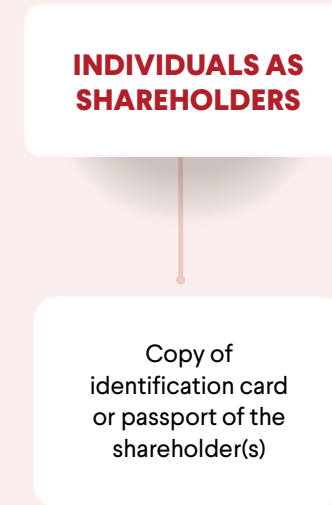 INDIVIDUALS AS
SHAREHOLDERS
Copy of
identification card
or passport of the
shareholder(s)